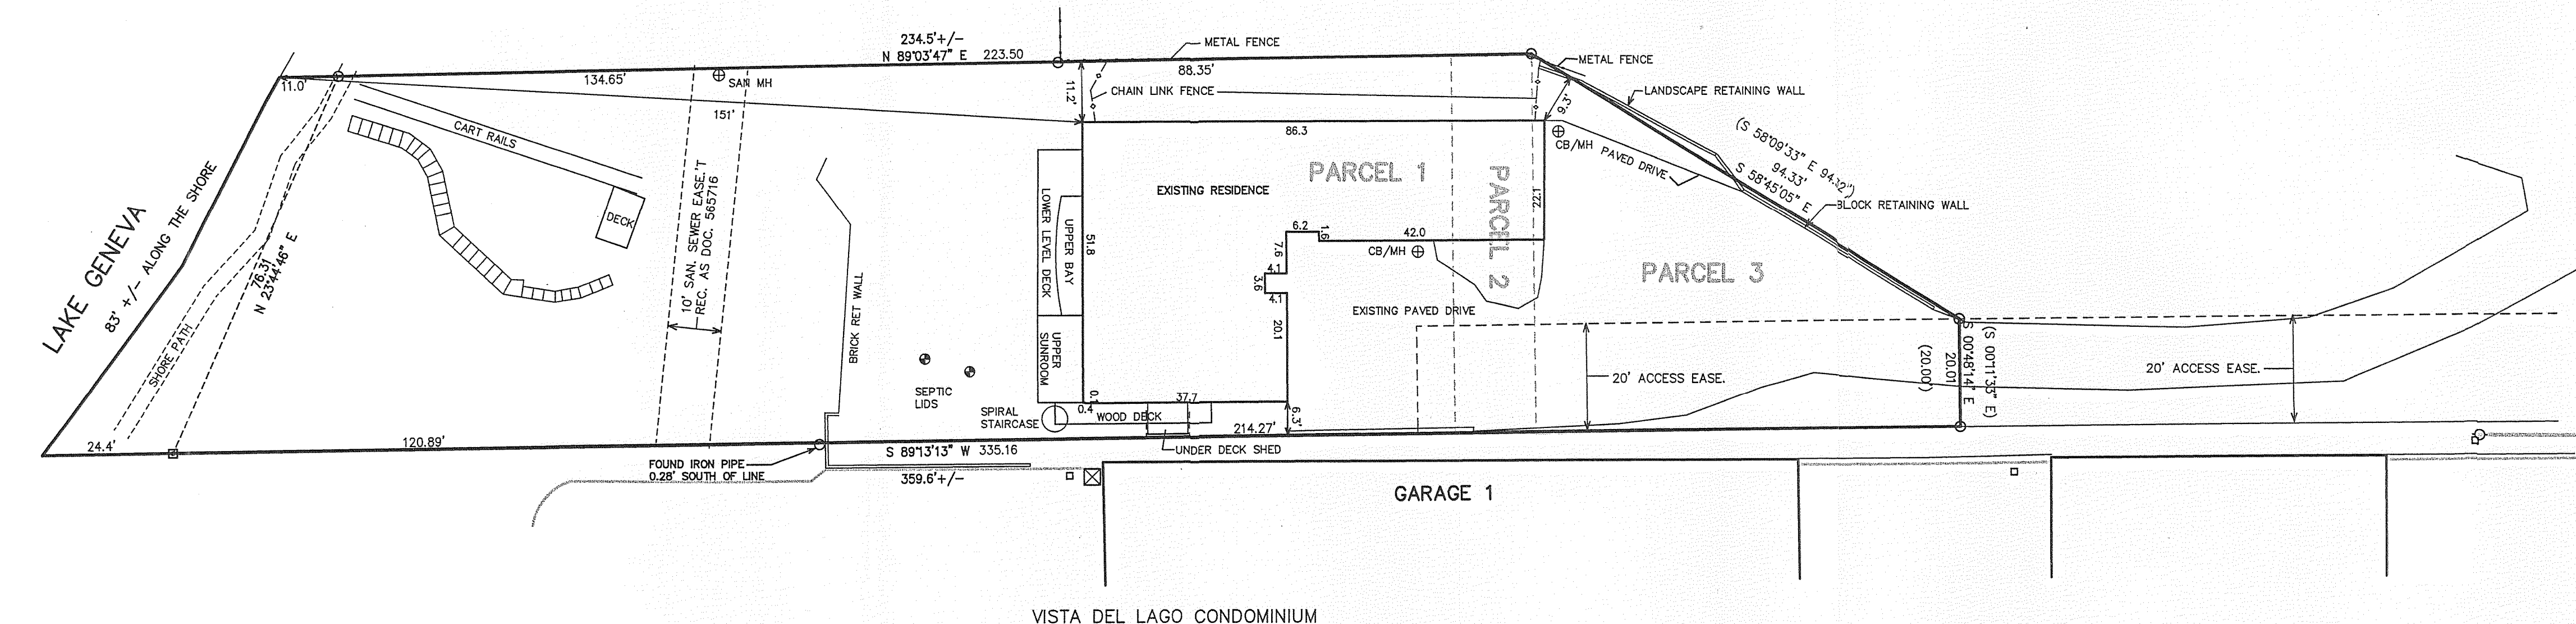 234.5'+/-
N 89°03'47" E 223.50
METAL FENCE
METAL FENCE
11.0'
134.65'
SAN MH
88.35'
11.2'
CHAIN LINK FENCE
9.3'
LANDSCAPE RETAINING WALL
151'
CART RAILS
86.3
CB/MH
PAVED DRIVE
(S 58°09'33" E 94.32')
94.33'
S 58°45'05" E
BLOCK RETAINING WALL
PARCEL 1
PARCEL 2
EXISTING RESIDENCE
22.1
LAKE GENEVA
83' +/- ALONG THE SHORE
76.31
N 23°44'46" E
SHORE PATH
DECK
10' SAN. SEWER EASE.'T
REC. AS DOC. 565716
BRICK RET WALL
LOWER LEVEL DECK
UPPER BAY
51.8
UPPER
SUNROOM
6.2
1.6
42.0
CB/MH
7.6
4.1
3.6
4.1
20.1
PARCEL 3
EXISTING PAVED DRIVE
20' ACCESS EASE.
20' ACCESS EASE.
S 00°48'14" E
20.01
(S 00°11'33" E)
(20.00')
SEPTIC
LIDS
SPIRAL
STAIRCASE
0.1
0.4
37.7
WOOD DECK
6.3'
24.4'
120.89'
214.27'
S 89°13'13" W 335.16
UNDER DECK SHED
FOUND IRON PIPE
0.28' SOUTH OF LINE
359.6'+/-
GARAGE 1
VISTA DEL LAGO CONDOMINIUM